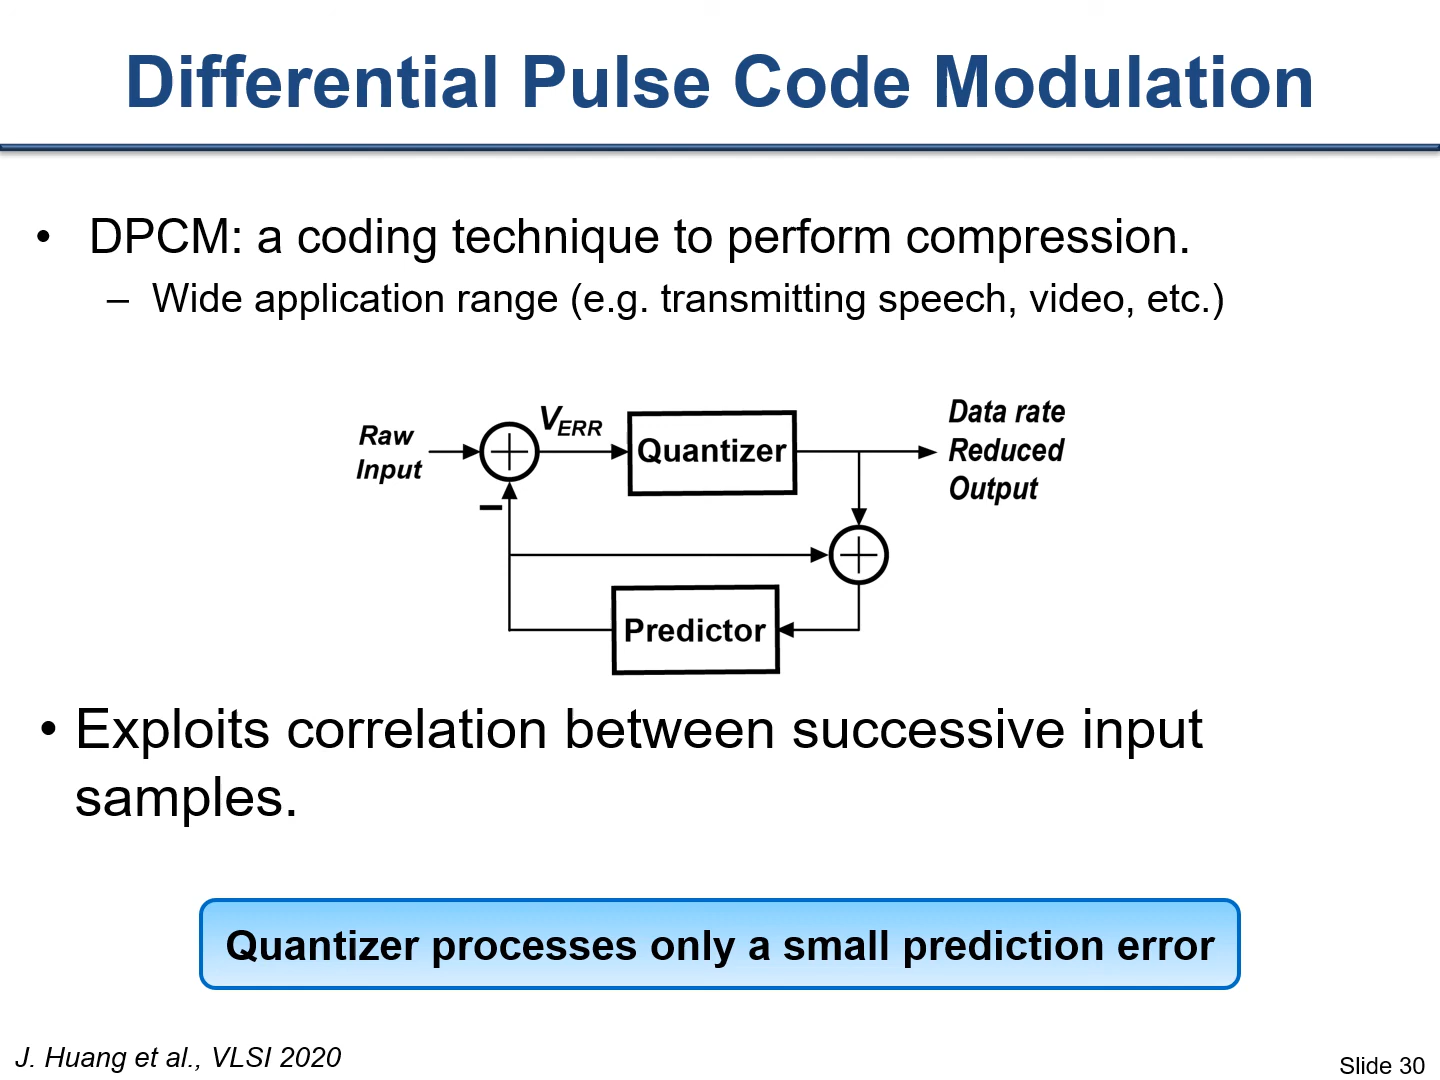 Differential Pulse Code Modulation
• DPCM: a coding technique to perform compression.
– Wide application range (e.g. transmitting speech, video, etc.)
Raw
Input
V_ERR
Quantizer
Data rate
Reduced
Output
–
Predictor
• Exploits correlation between successive input
samples.
Quantizer processes only a small prediction error
J. Huang et al., VLSI 2020
Slide 30